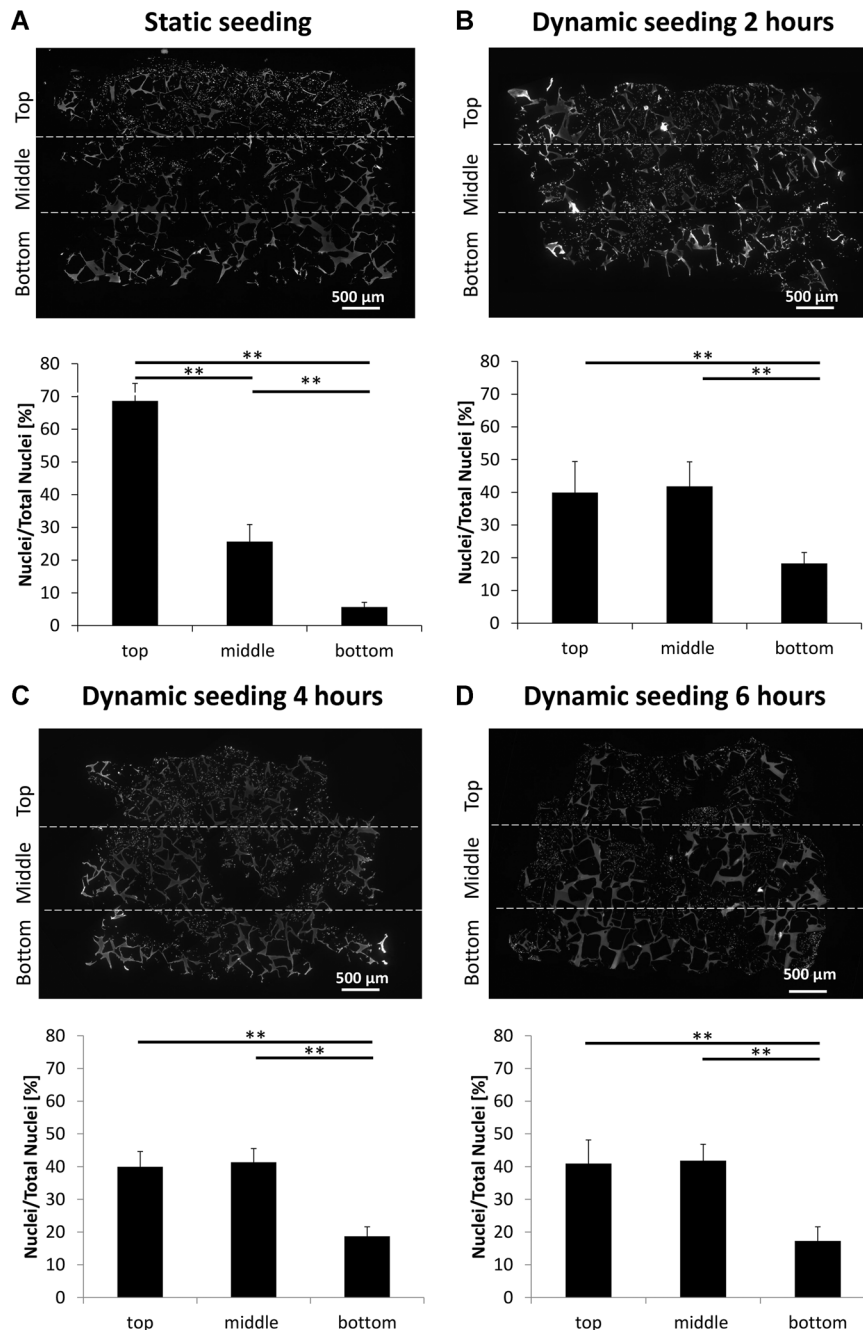 A Static seeding
Top
Middle
Bottom
500 µm
Nuclei/Total Nuclei [%]
80
70
60
50
40
30
20
10
0
**
**
**
top middle bottom
B Dynamic seeding 2 hours
Top
Middle
Bottom
500 µm
Nuclei/Total Nuclei [%]
80
70
60
50
40
30
20
10
0
**
**
top middle bottom
C Dynamic seeding 4 hours
Top
Middle
Bottom
500 µm
Nuclei/Total Nuclei [%]
80
70
60
50
40
30
20
10
0
**
**
top middle bottom
D Dynamic seeding 6 hours
Top
Middle
Bottom
500 µm
Nuclei/Total Nuclei [%]
80
70
60
50
40
30
20
10
0
**
**
top middle bottom